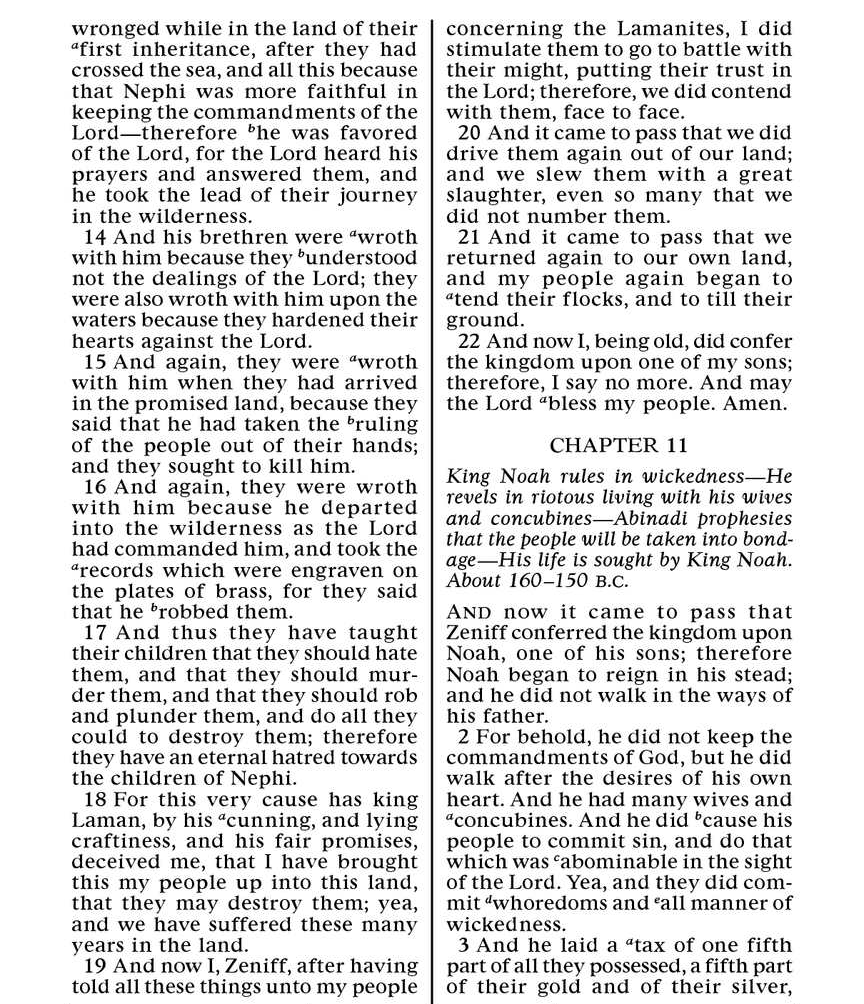 wronged while in the land of their
ᵃfirst inheritance, after they had
crossed the sea, and all this because
that Nephi was more faithful in
keeping the commandments of the
Lord—therefore ᵇhe was favored
of the Lord, for the Lord heard his
prayers and answered them, and
he took the lead of their journey
in the wilderness.
14 And his brethren were ᵃwroth
with him because they ᵇunderstood
not the dealings of the Lord; they
were also wroth with him upon the
waters because they hardened their
hearts against the Lord.
15 And again, they were ᵃwroth
with him when they had arrived
in the promised land, because they
said that he had taken the ᵇruling
of the people out of their hands;
and they sought to kill him.
16 And again, they were wroth
with him because he departed
into the wilderness as the Lord
had commanded him, and took the
ᵃrecords which were engraven on
the plates of brass, for they said
that he ᵇrobbed them.
17 And thus they have taught
their children that they should hate
them, and that they should mur-
der them, and that they should rob
and plunder them, and do all they
could to destroy them; therefore
they have an eternal hatred towards
the children of Nephi.
18 For this very cause has king
Laman, by his ᵃcunning, and lying
craftiness, and his fair promises,
deceived me, that I have brought
this my people up into this land,
that they may destroy them; yea,
and we have suffered these many
years in the land.
19 And now I, Zeniff, after having
told all these things unto my people
concerning the Lamanites, I did
stimulate them to go to battle with
their might, putting their trust in
the Lord; therefore, we did contend
with them, face to face.
20 And it came to pass that we did
drive them again out of our land;
and we slew them with a great
slaughter, even so many that we
did not number them.
21 And it came to pass that we
returned again to our own land,
and my people again began to
ᵃtend their flocks, and to till their
ground.
22 And now I, being old, did confer
the kingdom upon one of my sons;
therefore, I say no more. And may
the Lord ᵃbless my people. Amen.
CHAPTER 11
King Noah rules in wickedness—He
revels in riotous living with his wives
and concubines—Abinadi prophesies
that the people will be taken into bond-
age—His life is sought by King Noah.
About 160–150 B.C.
AND now it came to pass that
Zeniff conferred the kingdom upon
Noah, one of his sons; therefore
Noah began to reign in his stead;
and he did not walk in the ways of
his father.
2 For behold, he did not keep the
commandments of God, but he did
walk after the desires of his own
heart. And he had many wives and
ᵃconcubines. And he did ᵇcause his
people to commit sin, and do that
which was ᶜabominable in the sight
of the Lord. Yea, and they did com-
mit ᵈwhoredoms and ᵉall manner of
wickedness.
3 And he laid a ᵃtax of one fifth
part of all they possessed, a fifth part
of their gold and of their silver,